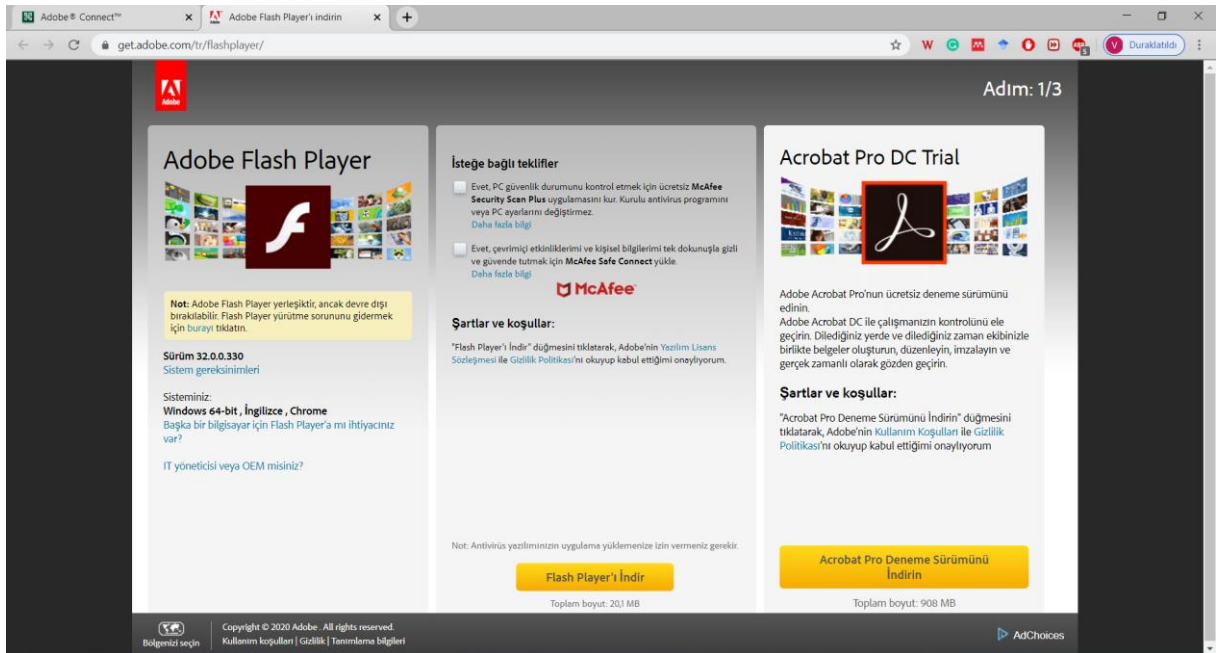 Adobe® Connect™
Adobe Flash Player'ı indirin
get.adobe.com/tr/flashplayer/
Duraklatıldı
Adobe
Adım: 1/3
Adobe Flash Player
Not: Adobe Flash Player yerleşiktir, ancak devre dışı
bırakılabilir. Flash Player yürütme sorununu gidermek
için burayı tıklatın.
Sürüm 32.0.0.330
Sistem gereksinimleri
Sisteminiz:
Windows 64-bit , İngilizce , Chrome
Başka bir bilgisayar için Flash Player'a mı ihtiyacınız
var?
IT yöneticisi veya OEM misiniz?
İsteğe bağlı teklifler
Evet, PC güvenlik durumunu kontrol etmek için ücretsiz McAfee
Security Scan Plus uygulamasını kur. Kurulu antivirus programını
veya PC ayarlarını değiştirmez.
Daha fazla bilgi
Evet, çevrimiçi etkinliklerimi ve kişisel bilgilerimi tek dokunuşla gizli
ve güvende tutmak için McAfee Safe Connect yükle.
Daha fazla bilgi
McAfee
Şartlar ve koşullar:
"Flash Player'ı İndir" düğmesini tıklatarak, Adobe'nin Yazılım Lisans
Sözleşmesi ile Gizlilik Politikası'nı okuyup kabul ettiğimi onaylıyorum.
Not: Antivirüs yazılımınızın uygulama yüklemenize izin vermeniz gerekir.
Flash Player'ı İndir
Toplam boyut: 20,1 MB
Acrobat Pro DC Trial
Adobe Acrobat Pro'nun ücretsiz deneme sürümünü
edinin.
Adobe Acrobat DC ile çalışmanızın kontrolünü ele
geçirin. Dilediğiniz yerde ve dilediğiniz zaman ekibinizle
birlikte belgeler oluşturun, düzenleyin, imzalayın ve
gerçek zamanlı olarak gözden geçirin.
Şartlar ve koşullar:
"Acrobat Pro Deneme Sürümünü İndirin" düğmesini
tıklatarak, Adobe'nin Kullanım Koşulları ile Gizlilik
Politikası'nı okuyup kabul ettiğimi onaylıyorum
Acrobat Pro Deneme Sürümünü
İndirin
Toplam boyut: 908 MB
Bölgenizi seçin
Copyright © 2020 Adobe . All rights reserved.
Kullanım koşulları | Gizlilik | Tanımlama bilgileri
AdChoices